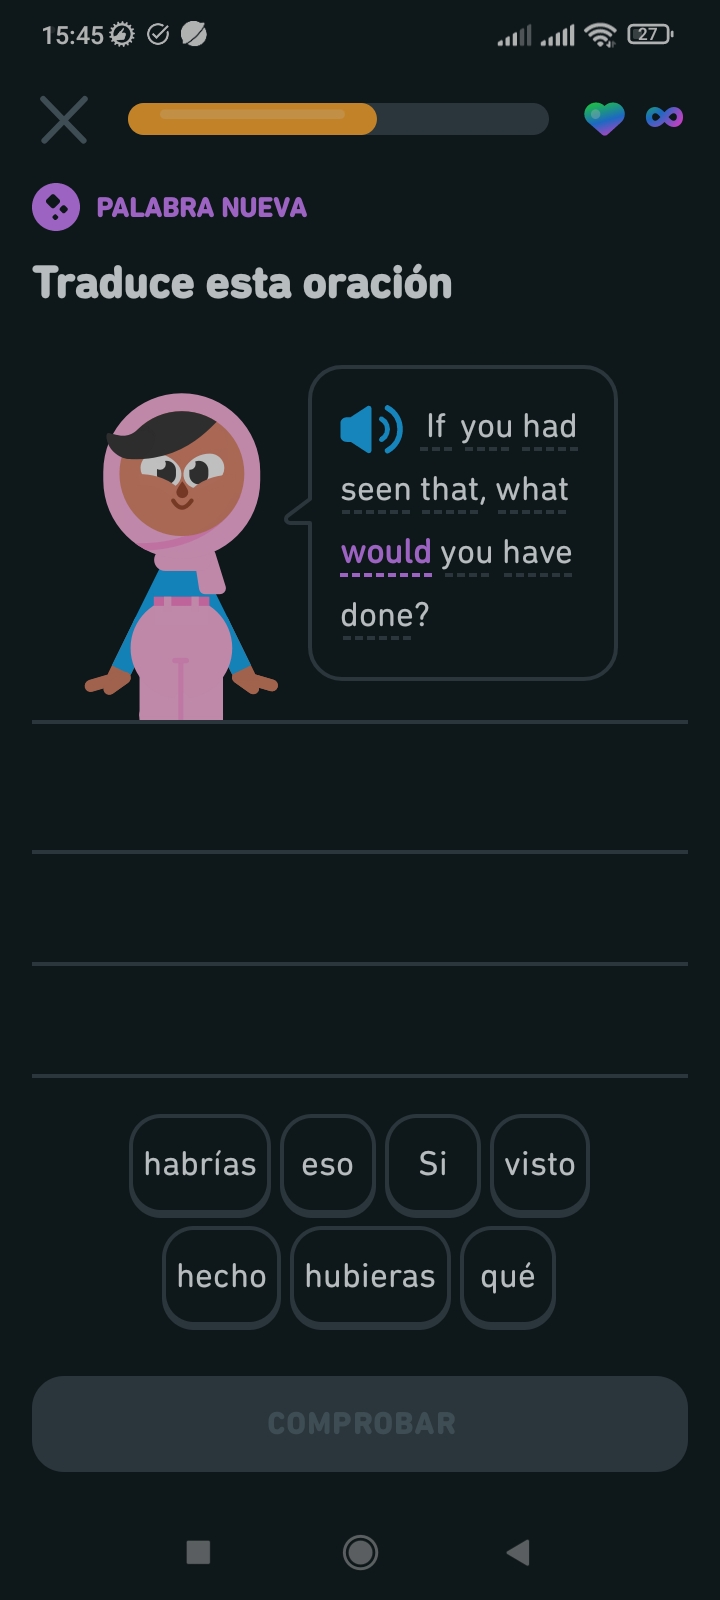 15:45
27
PALABRA NUEVA
Traduce esta oración
If you had
seen that, what
would you have
done?
habrías eso Si visto
hecho hubieras qué
COMPROBAR